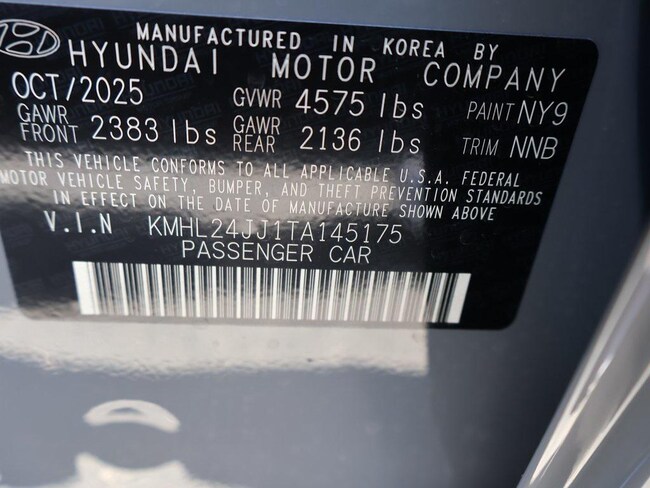 MANUFACTURED IN KOREA BY
HYUNDAI MOTOR COMPANY
OCT/2025 GVWR 4575 lbs PAINT NY9
GAWR FRONT 2383 lbs GAWR REAR 2136 lbs TRIM NNB
THIS VEHICLE CONFORMS TO ALL APPLICABLE U.S.A. FEDERAL
MOTOR VEHICLE SAFETY, BUMPER, AND THEFT PREVENTION STANDARDS
IN EFFECT ON THE DATE OF MANUFACTURE SHOWN ABOVE
V.I.N KMHL24JJ1TA145175
PASSENGER CAR